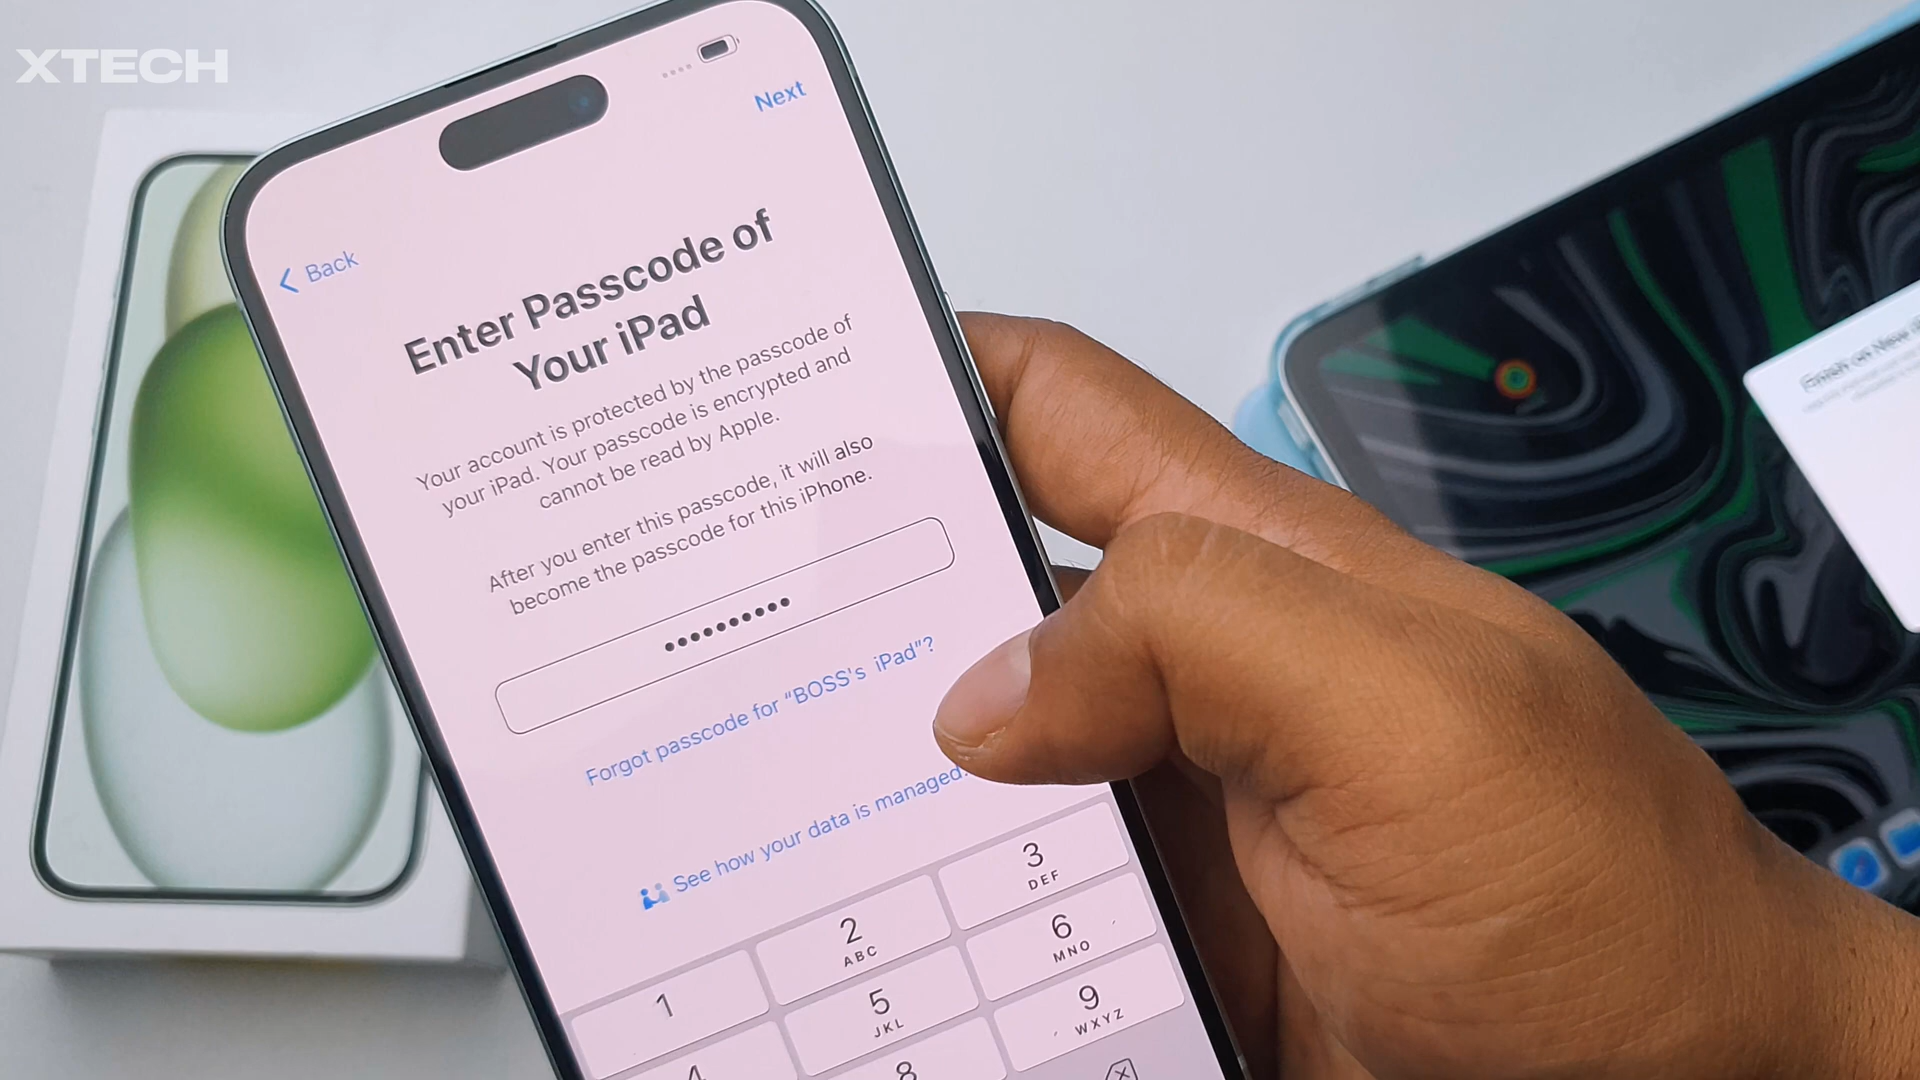 XTECH
Next
Back
Enter Passcode of
Your iPad
Your account is protected by the passcode of
your iPad. Your passcode is encrypted and
cannot be read by Apple.
After you enter this passcode, it will also
become the passcode for this iPhone.
••••••••••
Forgot passcode for “BOSS's iPad”?
See how your data is managed.
1
2
ABC
3
DEF
4
5
JKL
6
MNO
8
9
WXYZ